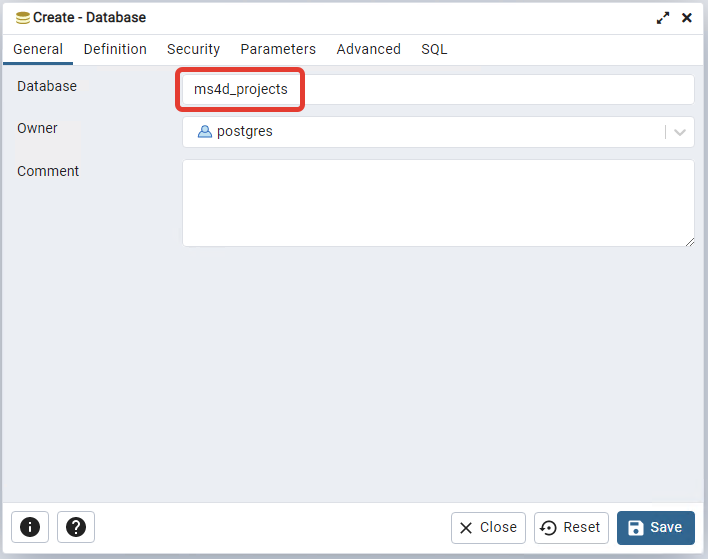 Create - Database
General Definition Security Parameters Advanced SQL
Database ms4d_projects
Owner postgres
Comment
Close Reset Save